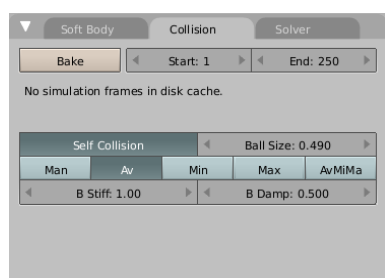 Soft Body Collision Solver
Bake Start: 1 End: 250
No simulation frames in disk cache.
Self Collision Ball Size: 0.490
Man Av Min Max AvMiMa
B Stiff: 1.00 B Damp: 0.500